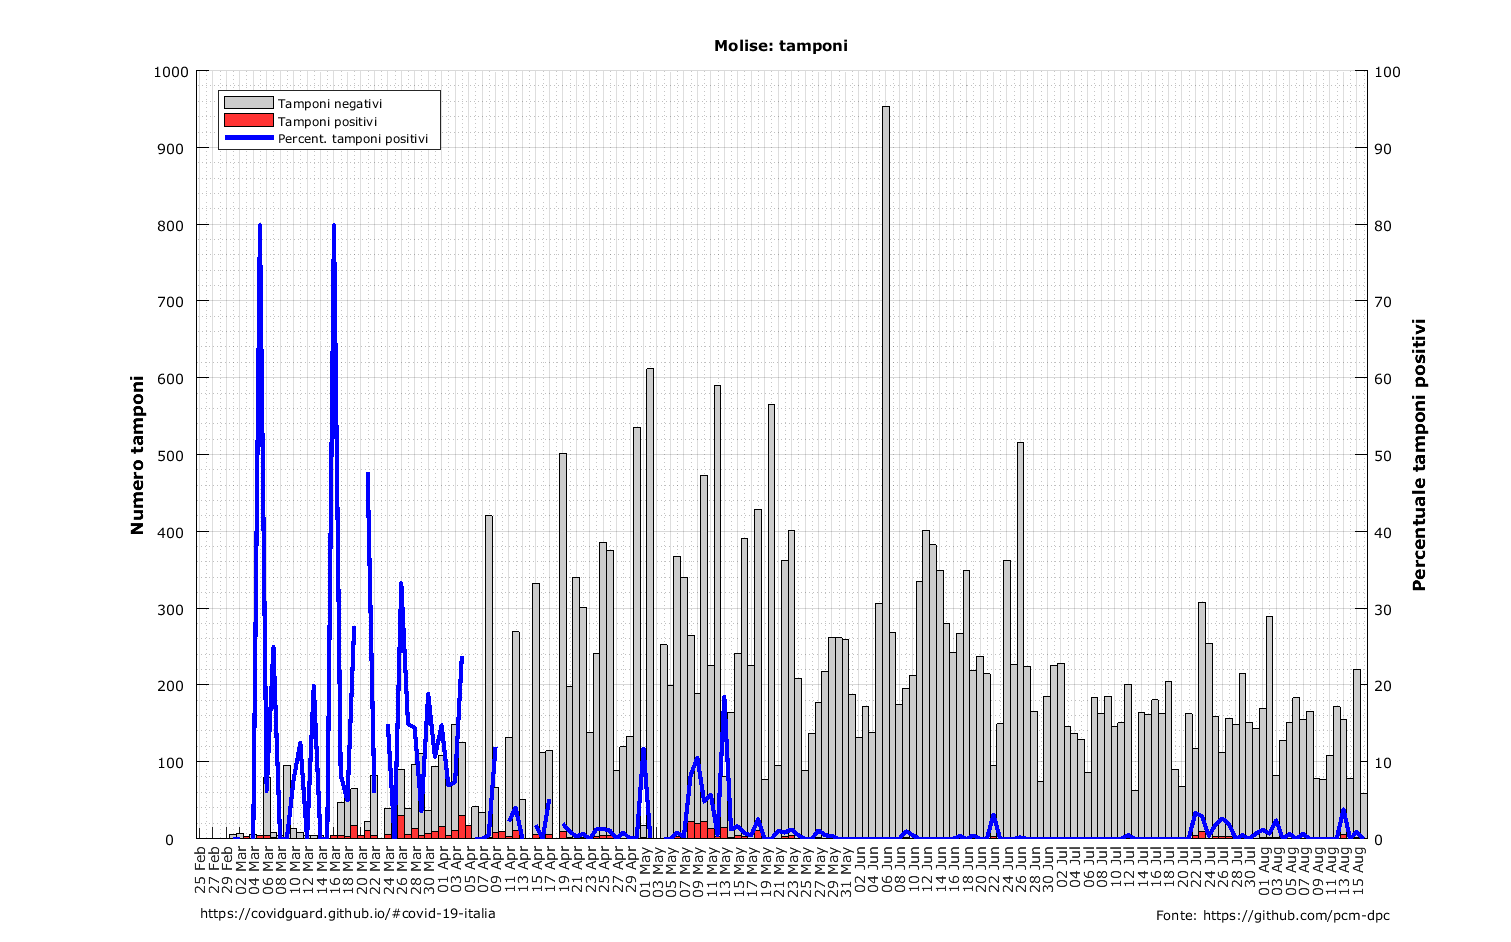 Molise: tamponi
Tamponi negativi
Tamponi positivi
Percent. tamponi positivi
Numero tamponi
1000
900
800
700
600
500
400
300
200
100
0
Percentuale tamponi positivi
100
90
80
70
60
50
40
30
20
10
0
25 Feb
27 Feb
29 Feb
02 Mar
04 Mar
06 Mar
08 Mar
10 Mar
12 Mar
14 Mar
16 Mar
18 Mar
20 Mar
22 Mar
24 Mar
26 Mar
28 Mar
30 Mar
01 Apr
03 Apr
05 Apr
07 Apr
09 Apr
11 Apr
13 Apr
15 Apr
17 Apr
19 Apr
21 Apr
23 Apr
25 Apr
27 Apr
29 Apr
01 May
03 May
05 May
07 May
09 May
11 May
13 May
15 May
17 May
19 May
21 May
23 May
25 May
27 May
29 May
31 May
02 Jun
04 Jun
06 Jun
08 Jun
10 Jun
12 Jun
14 Jun
16 Jun
18 Jun
20 Jun
22 Jun
24 Jun
26 Jun
28 Jun
30 Jun
02 Jul
04 Jul
06 Jul
08 Jul
10 Jul
12 Jul
14 Jul
16 Jul
18 Jul
20 Jul
22 Jul
24 Jul
26 Jul
28 Jul
30 Jul
01 Aug
03 Aug
05 Aug
07 Aug
09 Aug
11 Aug
13 Aug
15 Aug
https://covidguard.github.io/#covid-19-italia
Fonte: https://github.com/pcm-dpc